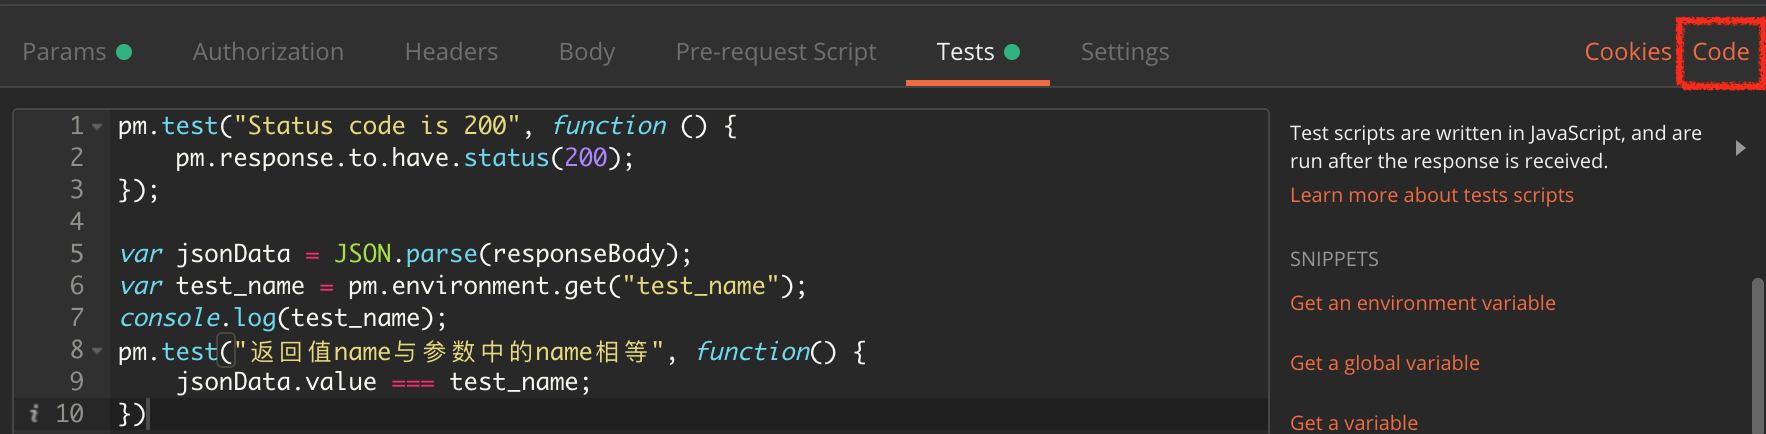 Params Authorization Headers Body Pre-request Script Tests Settings Cookies Code
1 pm.test("Status code is 200", function () {
2     pm.response.to.have.status(200);
3 });
4
5 var jsonData = JSON.parse(responseBody);
6 var test_name = pm.environment.get("test_name");
7 console.log(test_name);
8 pm.test("返回值name与参数中的name相等", function() {
9     jsonData.value === test_name;
i 10 })
Test scripts are written in JavaScript, and are
run after the response is received.
Learn more about tests scripts
SNIPPETS
Get an environment variable
Get a global variable
Get a variable